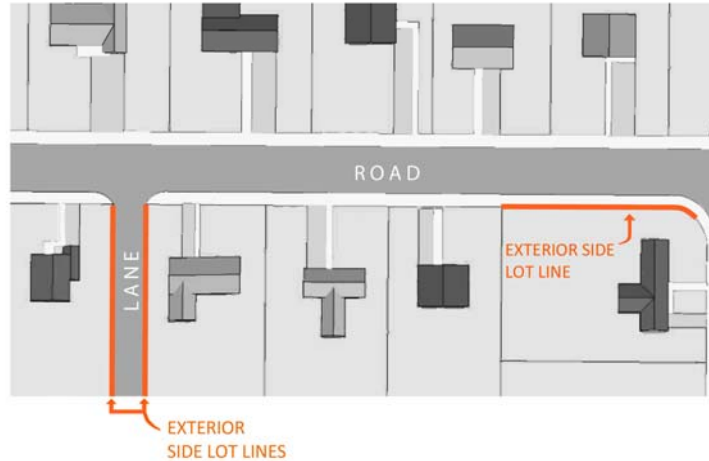 ROAD
EXTERIOR SIDE
LOT LINE
LANE
EXTERIOR
SIDE LOT LINES